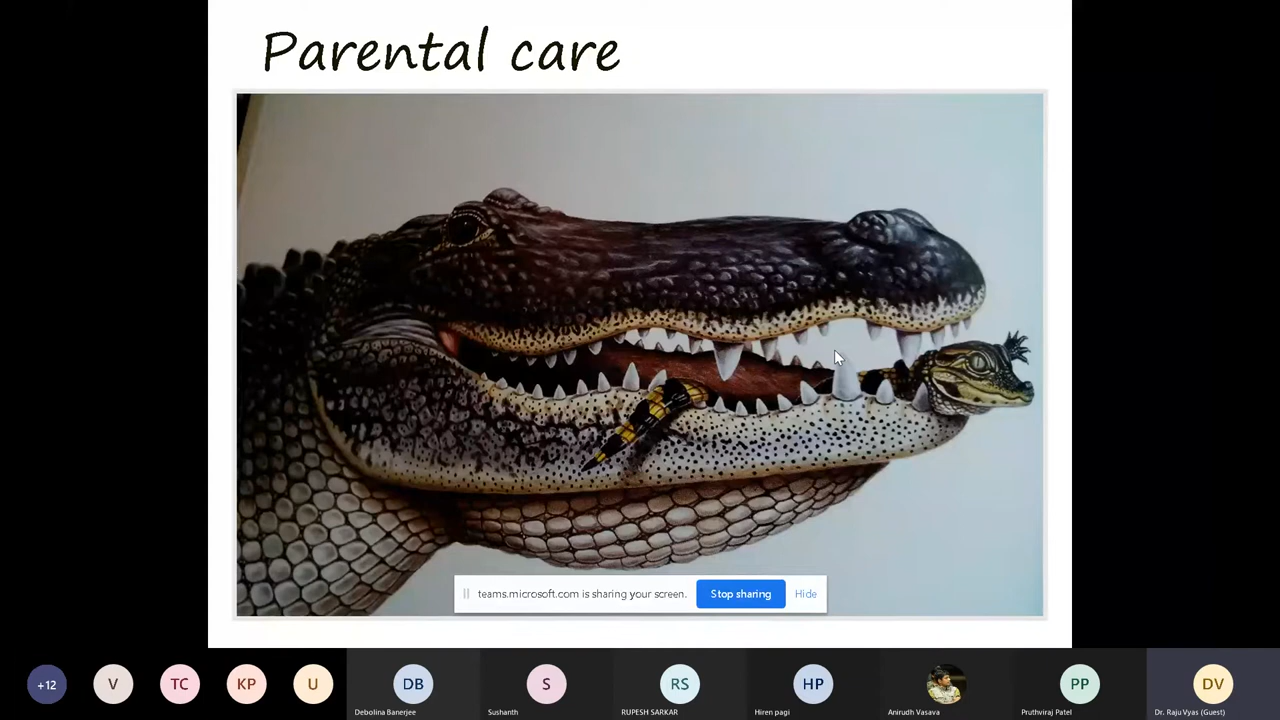 Parental care
teams.microsoft.com is sharing your screen.
Stop sharing
Hide
+12
V
TC
KP
U
DB
S
RS
HP
PP
DV
Debolina Banerjee
Sushanth
RUPESH SARKAR
Hiren pagi
Anirudh Vasava
Pruthviraj Patel
Dr. Raju Vyas (Guest)